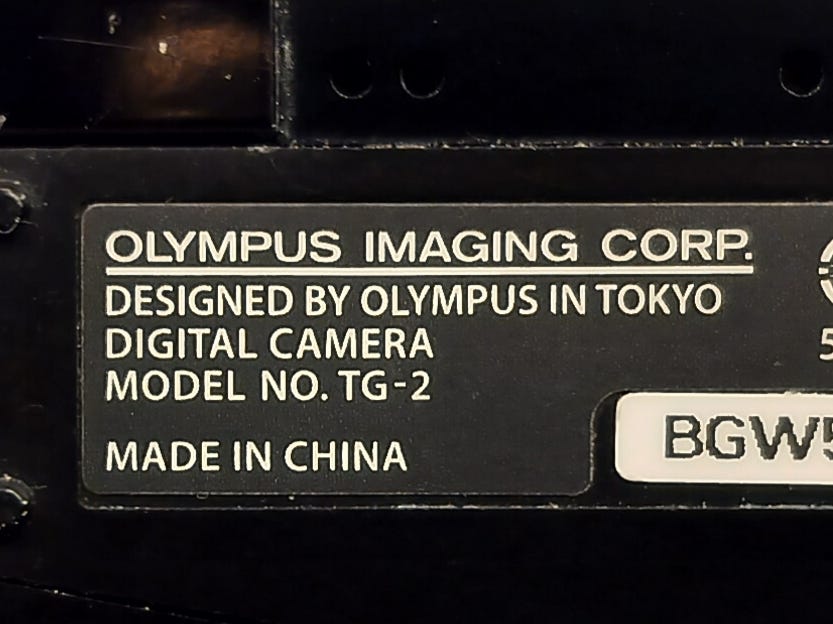 OLYMPUS IMAGING CORP.
DESIGNED BY OLYMPUS IN TOKYO
DIGITAL CAMERA
MODEL NO. TG-2
MADE IN CHINA